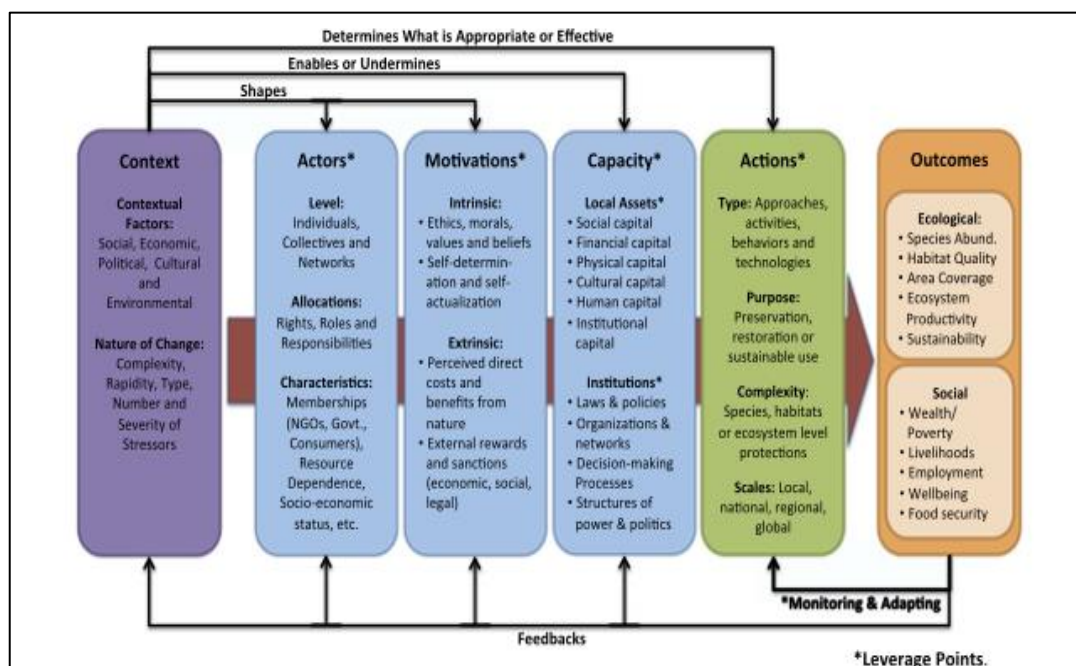 Determines What is Appropriate or Effective
Enables or Undermines
Shapes
Context
Contextual
Factors:
Social, Economic,
Political, Cultural
and
Environmental
Nature of Change:
Complexity,
Rapidity, Type,
Number and
Severity of
Stressors
Actors*
Level:
Individuals,
Collectives and
Networks
Allocations:
Rights, Roles and
Responsibilities
Characteristics:
Memberships
(NGOs, Govt.,
Consumers),
Resource
Dependence,
Socio-economic
status, etc.
Motivations*
Intrinsic:
• Ethics, morals,
values and beliefs
• Self-determin-
ation and self-
actualization
Extrinsic:
• Perceived direct
costs and
benefits from
nature
• External rewards
and sanctions
(economic, social,
legal)
Capacity*
Local Assets*
• Social capital
• Financial capital
• Physical capital
• Cultural capital
• Human capital
• Institutional
capital
Institutions*
• Laws & policies
• Organizations &
networks
• Decision-making
Processes
• Structures of
power & politics
Actions*
Type: Approaches,
activities,
behaviors and
technologies
Purpose:
Preservation,
restoration or
sustainable use
Complexity:
Species, habitats
or ecosystem level
protections
Scales: Local,
national, regional,
global
Outcomes
Ecological:
• Species Abund.
• Habitat Quality
• Area Coverage
• Ecosystem
Productivity
• Sustainability
Social
• Wealth/
Poverty
• Livelihoods
• Employment
• Wellbeing
• Food security
*Monitoring & Adapting
Feedbacks
*Leverage Points.